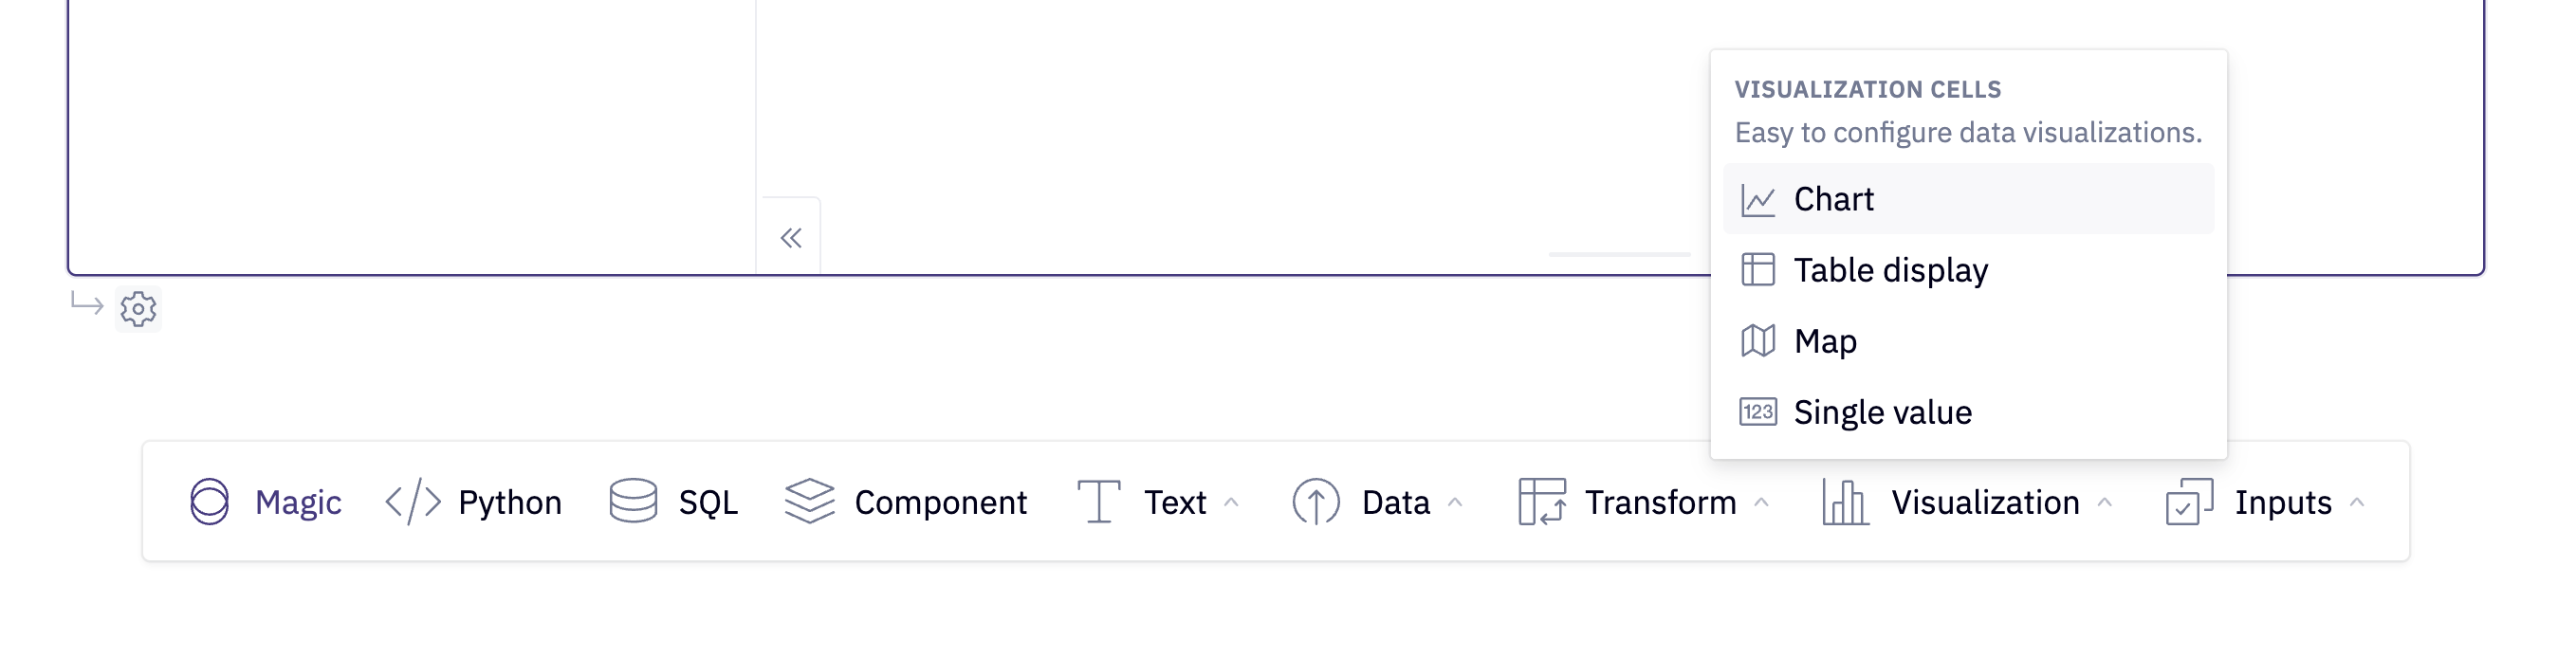 VISUALIZATION CELLS
Easy to configure data visualizations.
Chart
Table display
Map
123 Single value
Magic Python SQL Component Text Data Transform Visualization Inputs